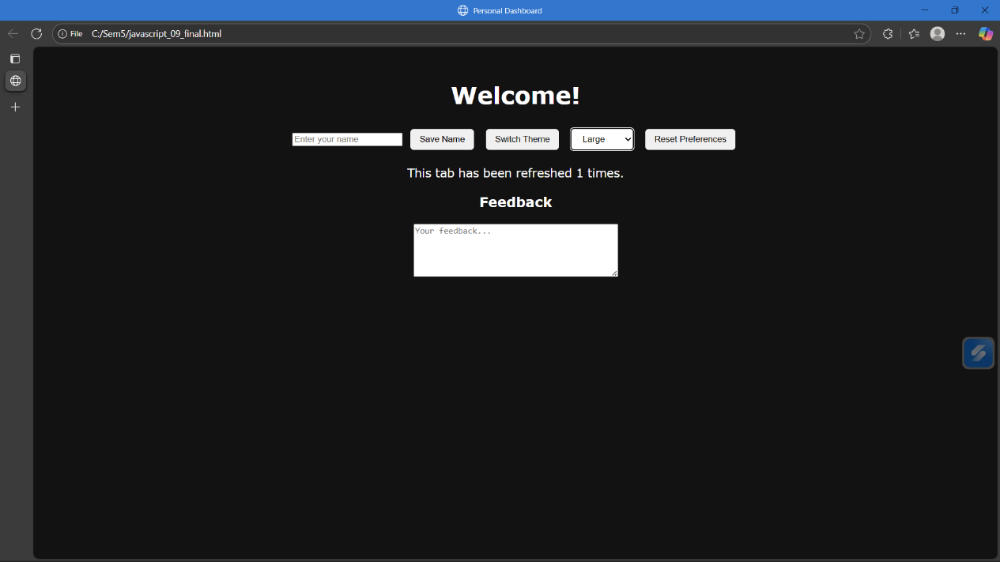 Personal Dashboard
File C:/Sem5/javascript_09_final.html
Welcome!
Enter your name Save Name Switch Theme Large Reset Preferences
This tab has been refreshed 1 times.
Feedback
Your feedback...